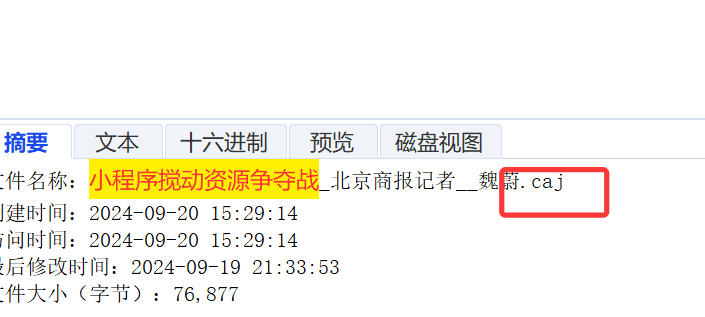 摘要 文本 十六进制 预览 磁盘视图
文件名称：小程序搅动资源争夺战_北京商报记者__魏蔚.caj
创建时间：2024-09-20 15:29:14
访问时间：2024-09-20 15:29:14
最后修改时间：2024-09-19 21:33:53
文件大小（字节）：76,877